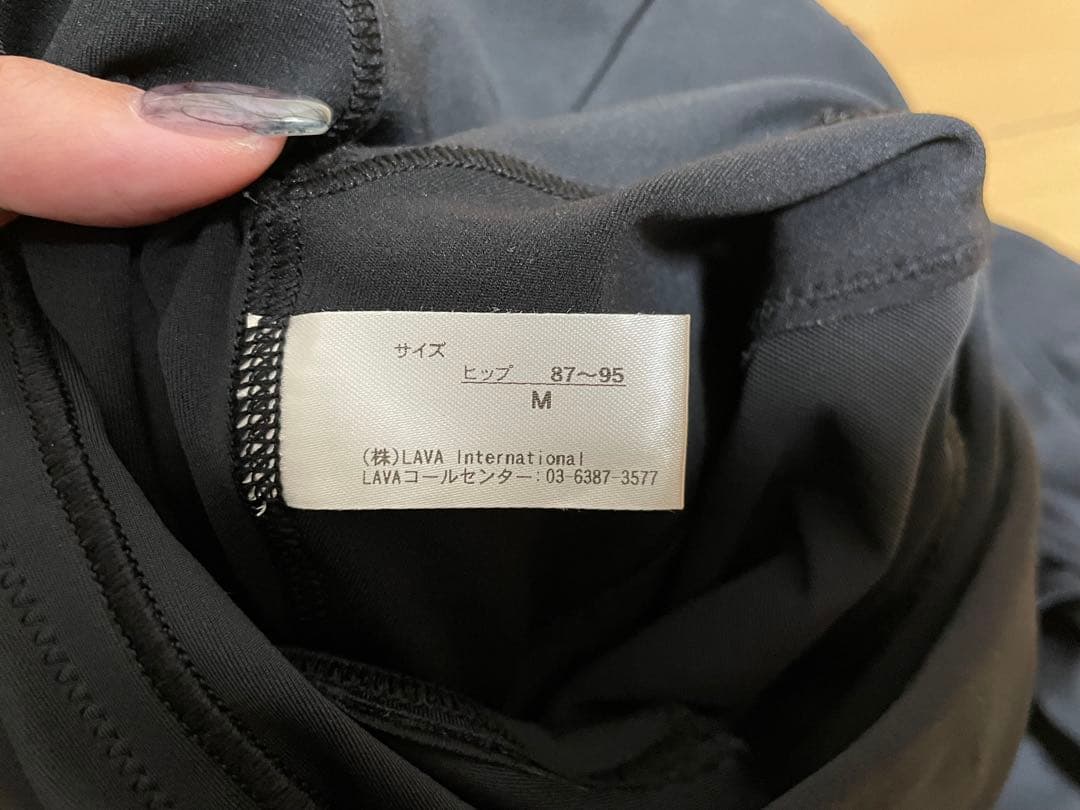 サイズ
ヒップ 87〜95
M
(株)LAVA International
LAVAコールセンター:03-6387-3577